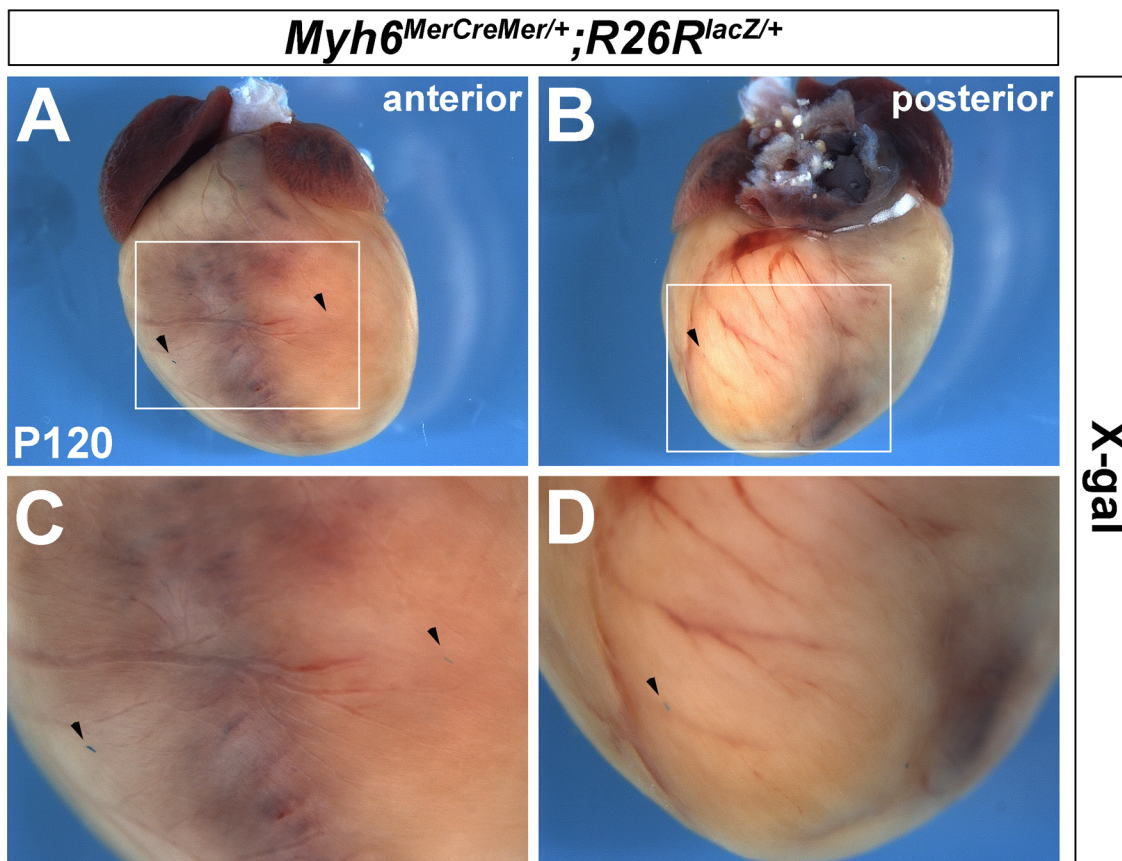 Myh6MerCreMer/+;R26RlacZ/+
A
anterior
P120
B
posterior
C
D
X-gal